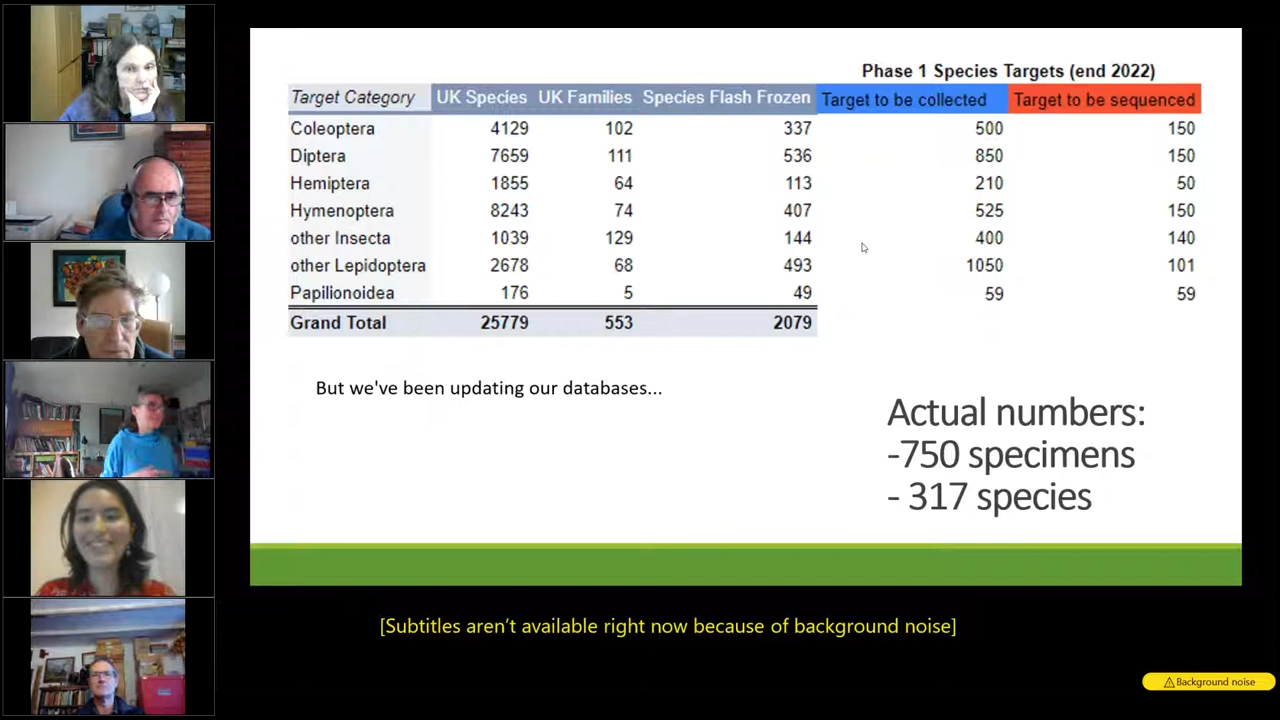 Phase 1 Species Targets (end 2022)
Target Category UK Species UK Families Species Flash Frozen Target to be collected Target to be sequenced
Coleoptera 4129 102 337 500 150
Diptera 7659 111 536 850 150
Hemiptera 1855 64 113 210 50
Hymenoptera 8243 74 407 525 150
other Insecta 1039 129 144 400 140
other Lepidoptera 2678 68 493 1050 101
Papilionoidea 176 5 49 59 59
Grand Total 25779 553 2079
But we've been updating our databases...
Actual numbers:
-750 specimens
- 317 species
[Subtitles aren't available right now because of background noise]
Background noise